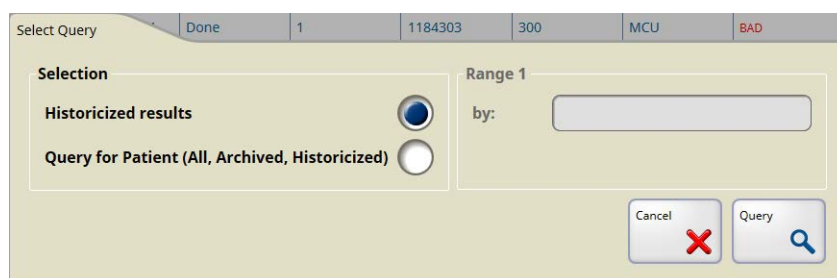 Select Query Done 1 1184303 300 MCU BAD
Selection Range 1
Historicized results by:
Query for Patient (All, Archived, Historicized)
Cancel Query